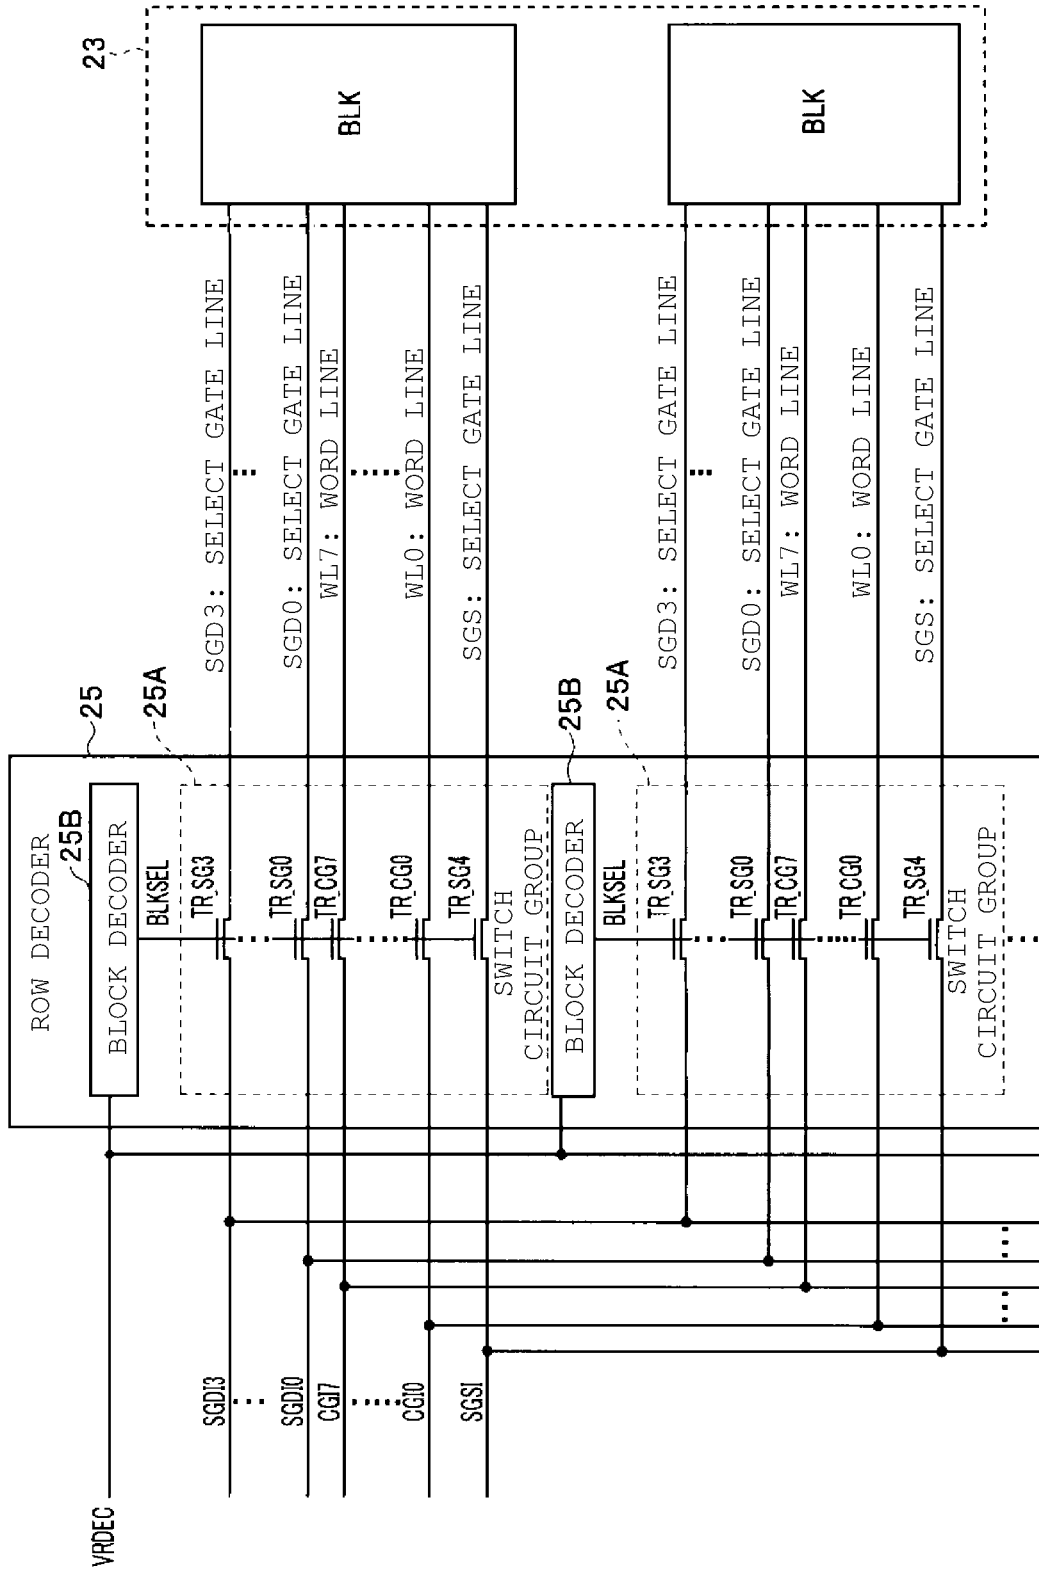 23
BLK
BLK
SGD3: SELECT GATE LINE
SGD0: SELECT GATE LINE
WL7: WORD LINE
WL0: WORD LINE
SGS: SELECT GATE LINE
SGD3: SELECT GATE LINE
SGD0: SELECT GATE LINE
WL7: WORD LINE
WL0: WORD LINE
SGS: SELECT GATE LINE
25
25A
25B
25A
ROW DECODER
25B
BLOCK DECODER
BLKSEL
TR_SG3
TR_SG0
TR_CG7
TR_CG0
TR_SG4
SWITCH
CIRCUIT GROUP
BLOCK DECODER
BLKSEL
TR_SG3
TR_SG0
TR_CG7
TR_CG0
TR_SG4
SWITCH
CIRCUIT GROUP
SGDI3
SGDI0
CGI7
CGI0
SGSI
VRDEC